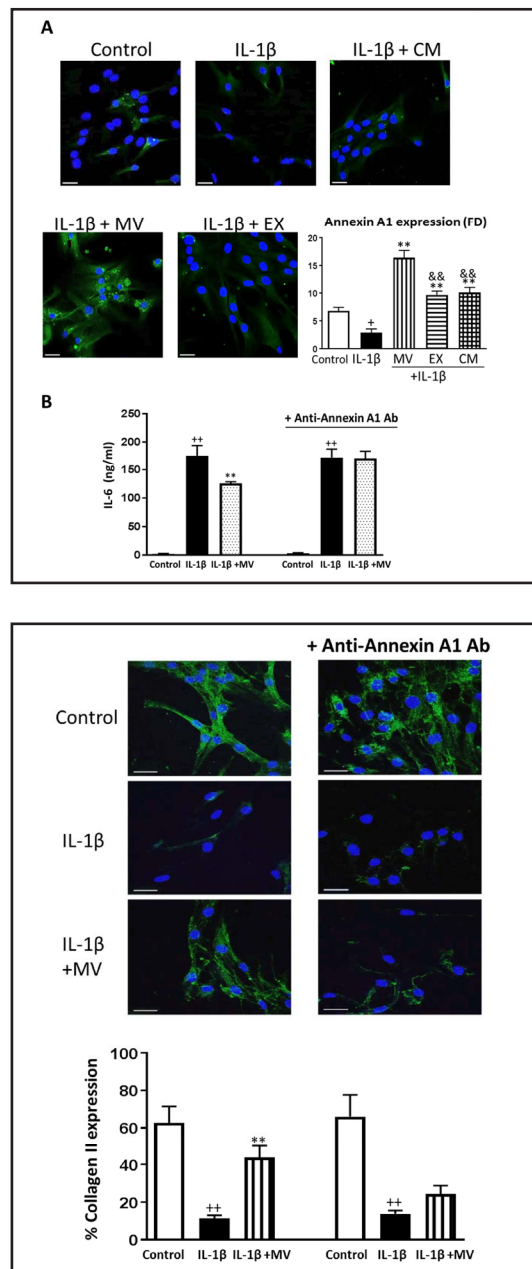 A
Control IL-1β IL-1β + CM
IL-1β + MV IL-1β + EX
Annexin A1 expression (FD)
20
15
10
5
0
+
**
&&
**
&&
**
Control IL-1β MV EX CM
+IL-1β
B
+ Anti-Annexin A1 Ab
IL-6 (ng/ml)
250
200
150
100
50
0
++
**
++
Control IL-1β IL-1β +MV Control IL-1β IL-1β +MV
+ Anti-Annexin A1 Ab
Control
IL-1β
IL-1β
+MV
% Collagen II expression
100
80
60
40
20
0
++
**
++
Control IL-1β IL-1β +MV Control IL-1β IL-1β +MV